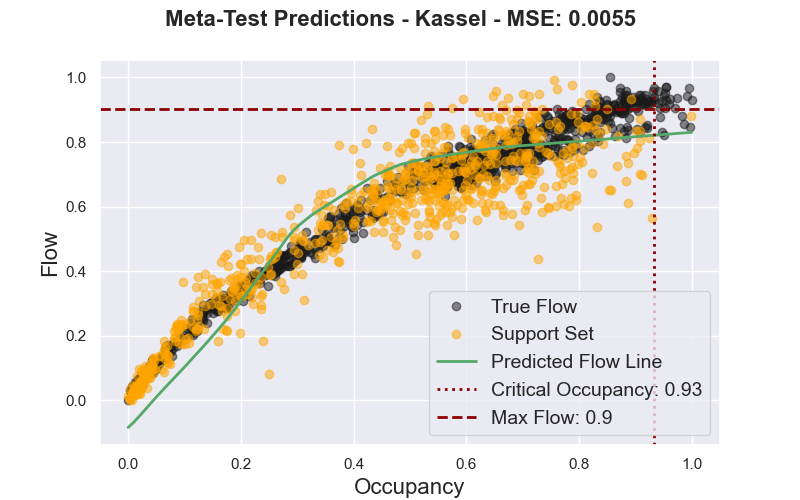 Meta-Test Predictions - Kassel - MSE: 0.0055
Flow
1.0
0.8
0.6
0.4
0.2
0.0
True Flow
Support Set
Predicted Flow Line
Critical Occupancy: 0.93
Max Flow: 0.9
0.0 0.2 0.4 0.6 0.8 1.0
Occupancy